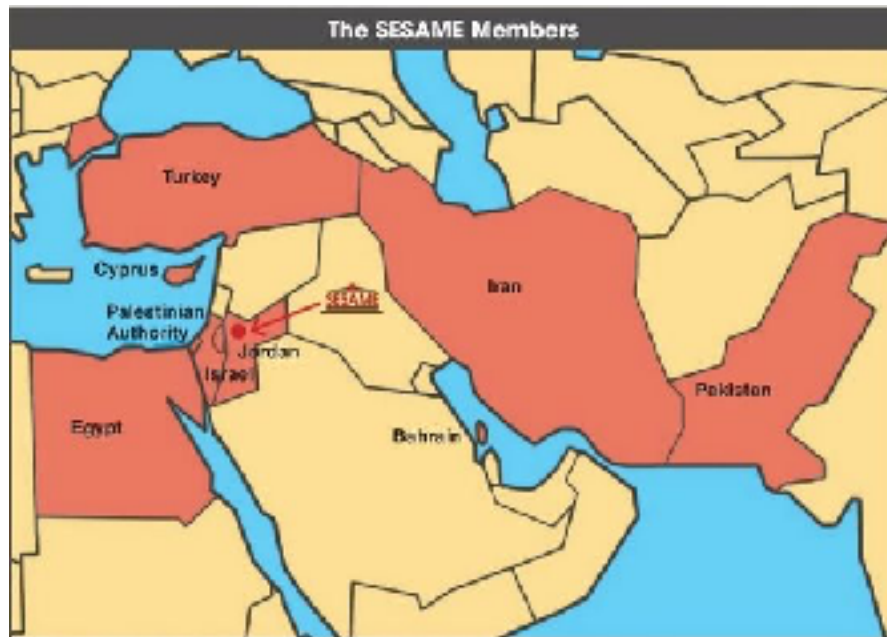 The SESAME Members
Turkey
Cyprus
Palestinian
Authority
SESAME
Iran
Jordan
Israel
Pakistan
Egypt
Bahrain